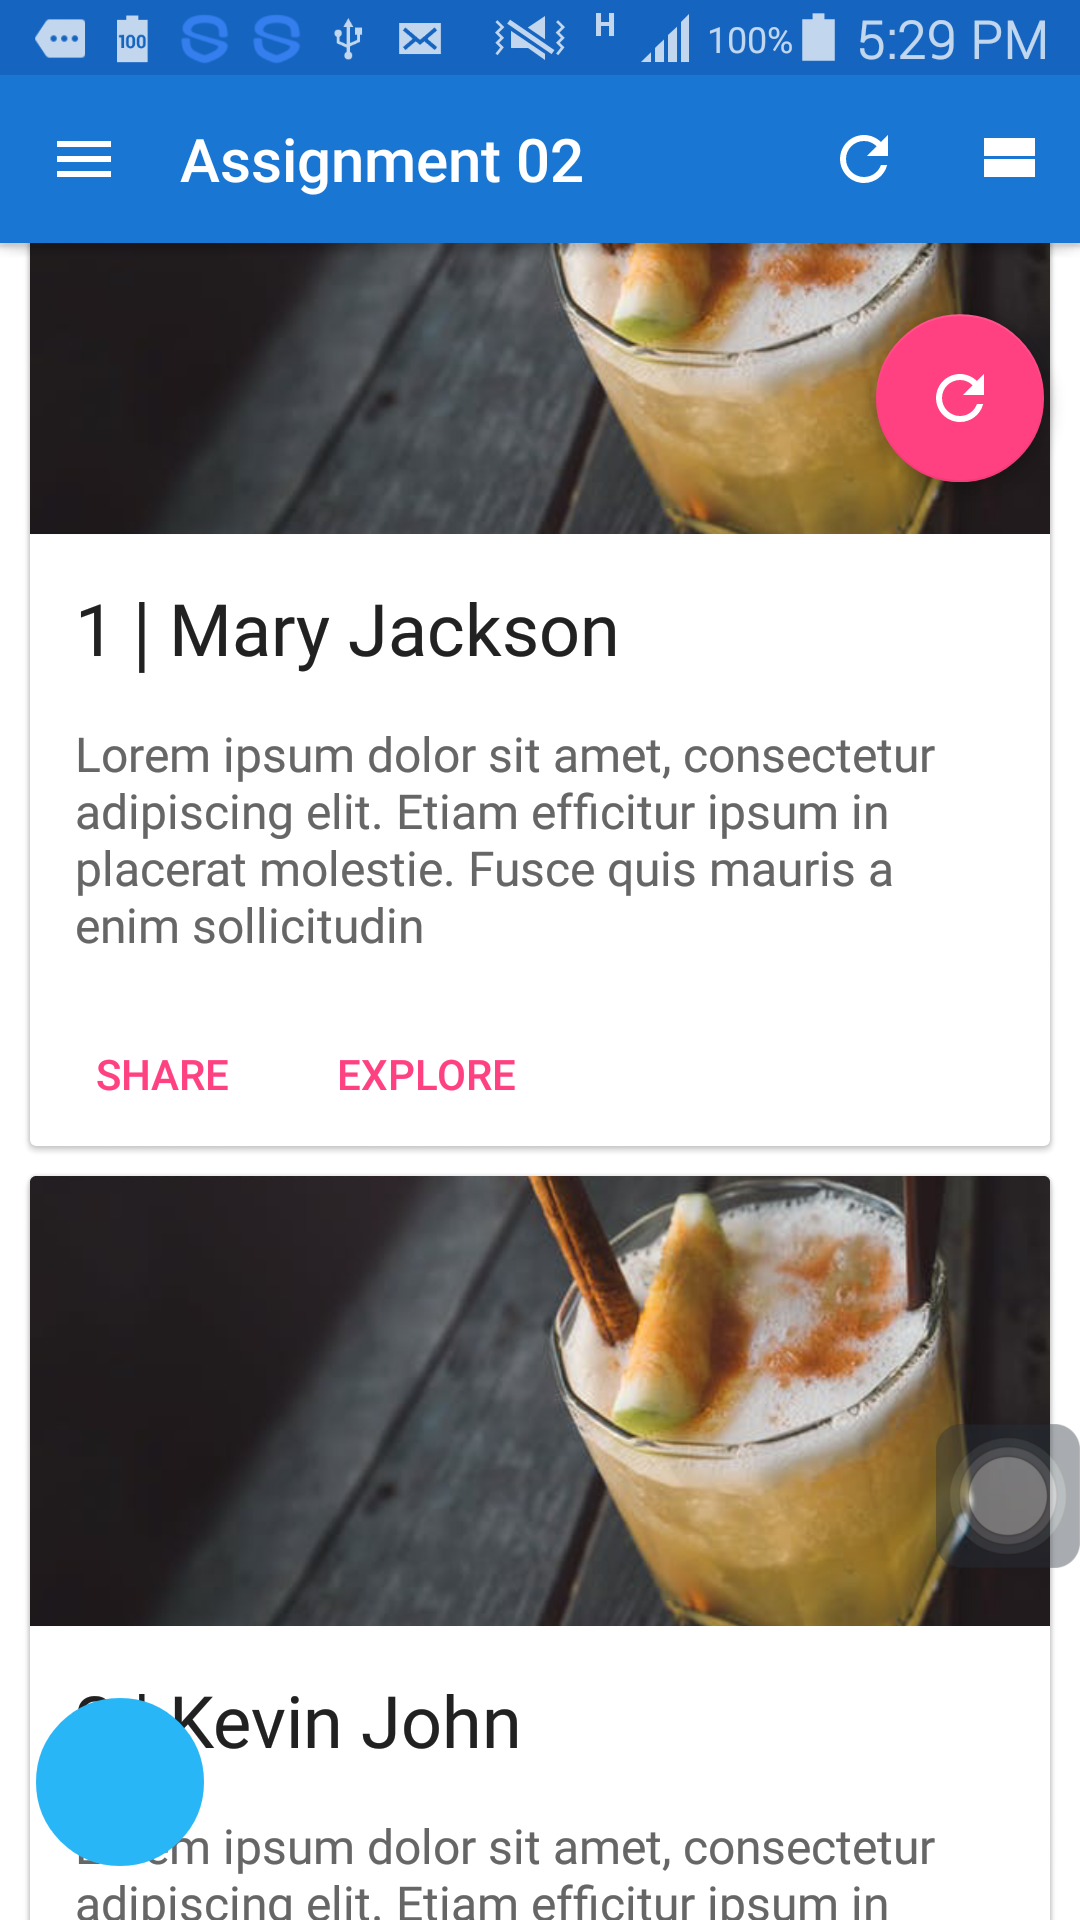 100 H 100% 5:29 PM
Assignment 02
1 | Mary Jackson
Lorem ipsum dolor sit amet, consectetur
adipiscing elit. Etiam efficitur ipsum in
placerat molestie. Fusce quis mauris a
enim sollicitudin
SHARE EXPLORE
Kevin John
ipsum dolor sit amet, consectetur
adipiscing elit. Etiam efficitur ipsum in